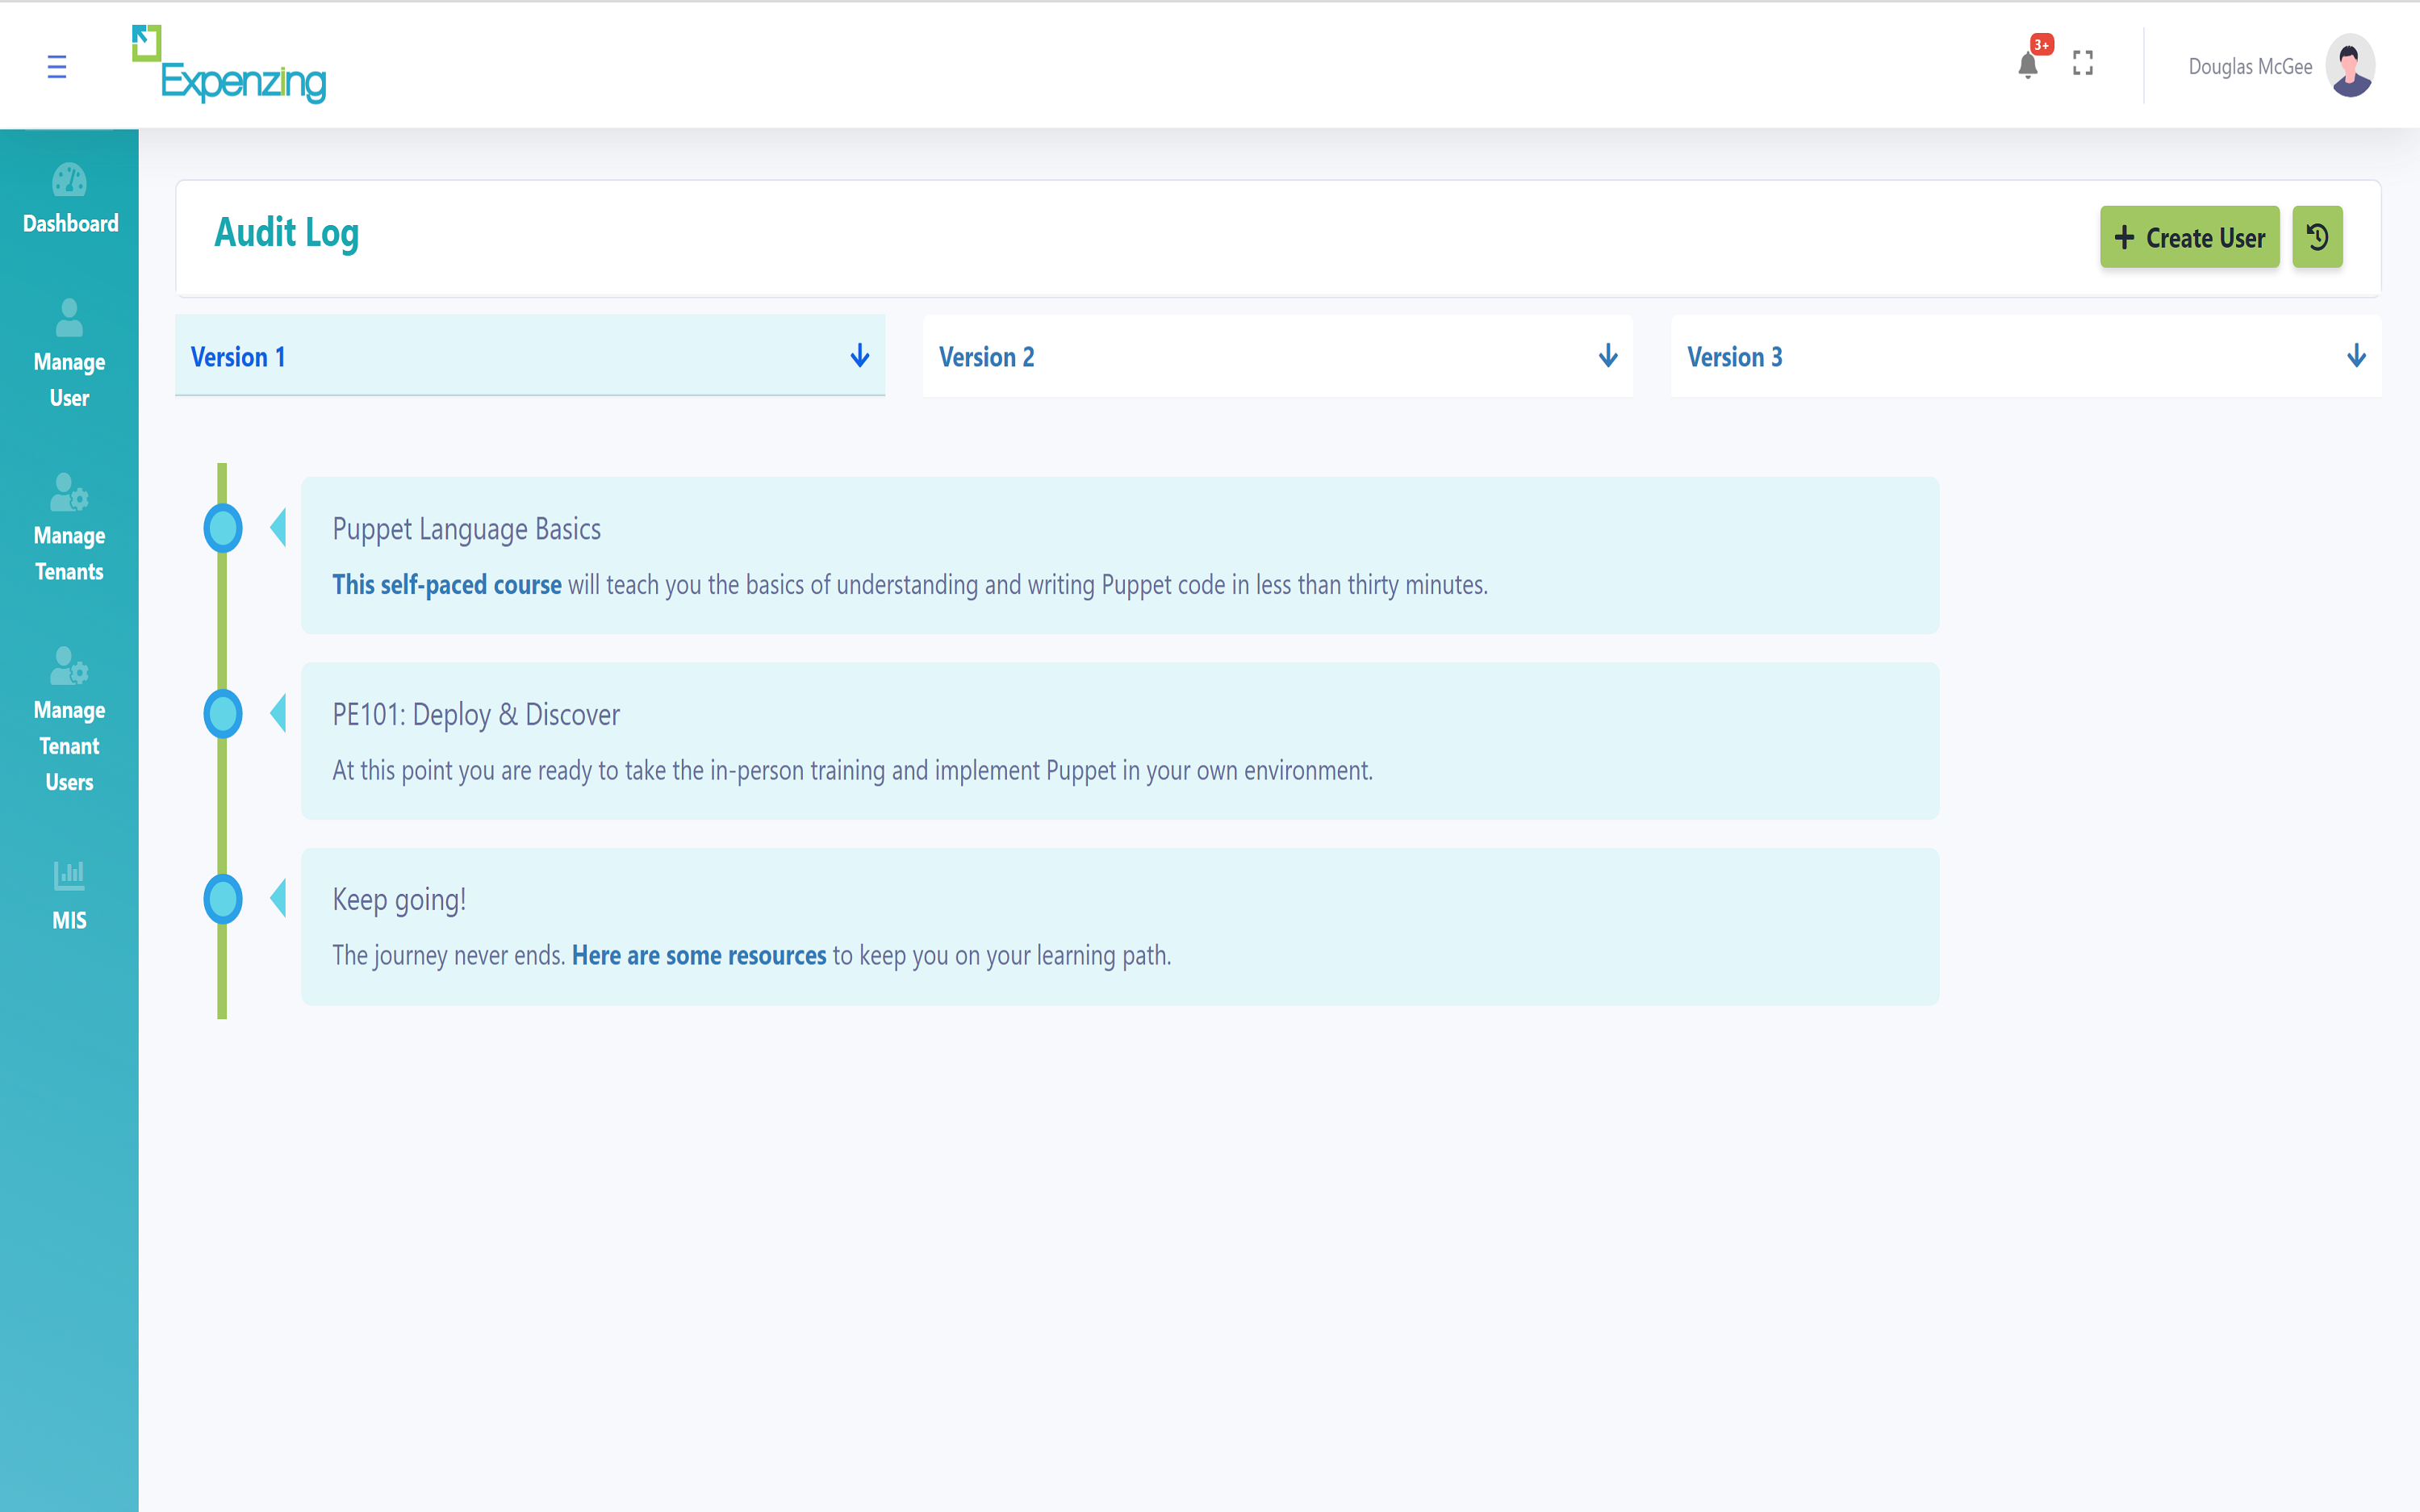 Expenzing
3+
Douglas McGee
Dashboard
Manage
User
Manage
Tenants
Manage
Tenant
Users
MIS
Audit Log
Create User
Version 1
Version 2
Version 3
Puppet Language Basics
This self-paced course will teach you the basics of understanding and writing Puppet code in less than thirty minutes.
PE101: Deploy & Discover
At this point you are ready to take the in-person training and implement Puppet in your own environment.
Keep going!
The journey never ends. Here are some resources to keep you on your learning path.